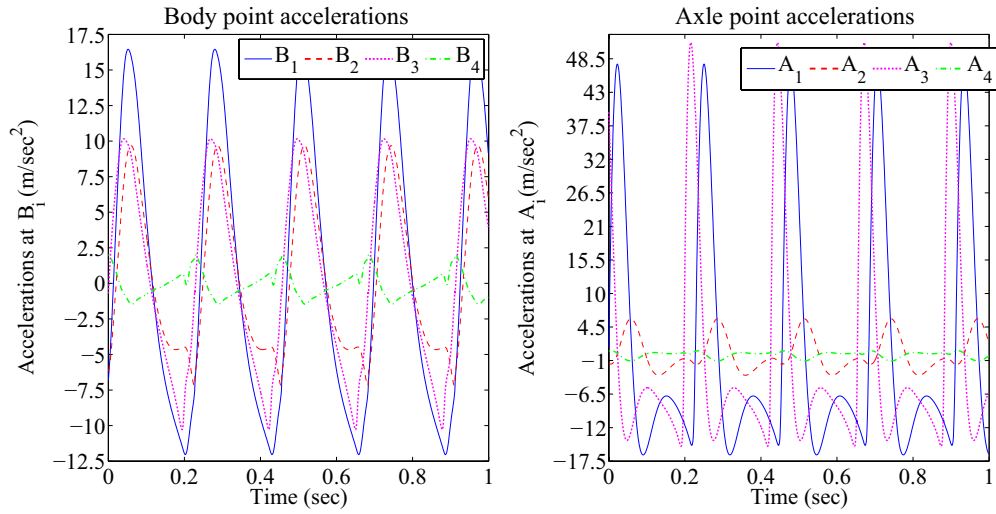 Body point accelerations
B1 B2 B3 B4
17.5
15
12.5
10
7.5
5
2.5
0
−2.5
−5
−7.5
−10
−12.5
0 0.2 0.4 0.6 0.8 1
Time (sec)
Accelerations at Bi (m/sec2)
Axle point accelerations
A1 A2 A3 A4
48.5
43
37.5
32
26.5
21
15.5
10
4.5
−1
−6.5
−12
−17.5
0 0.2 0.4 0.6 0.8 1
Time (sec)
Accelerations at Ai (m/sec2)